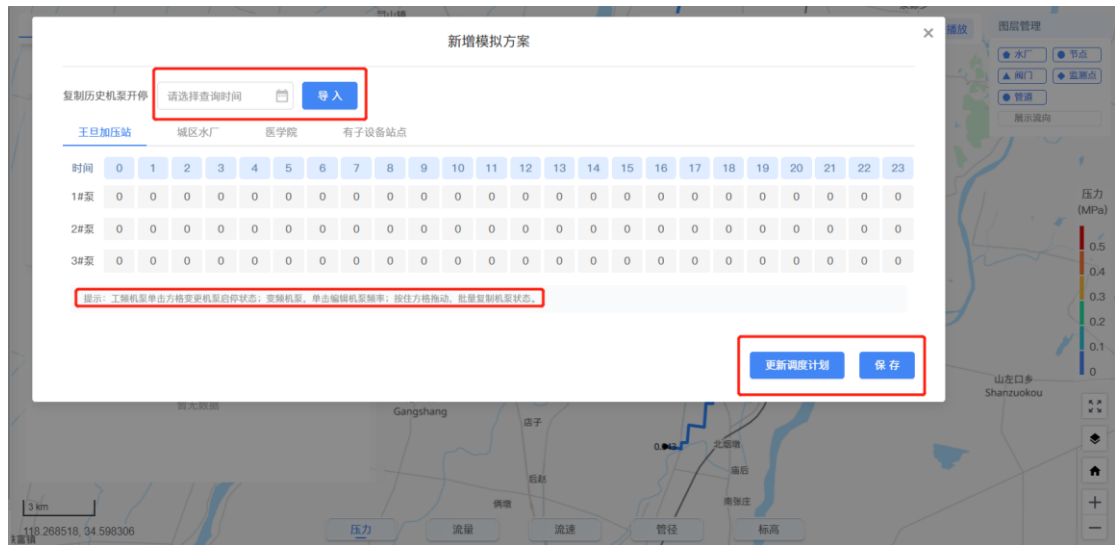 新增模拟方案
×
播放
图层管理
水厂 节点
阀门 监测点
管道
展示流向
复制历史机泵开停 请选择查询时间 导入
王旦加压站 城区水厂 医学院 有子设备站点
时间 0 1 2 3 4 5 6 7 8 9 10 11 12 13 14 15 16 17 18 19 20 21 22 23
1#泵 0 0 0 0 0 0 0 0 0 0 0 0 0 0 0 0 0 0 0 0 0 0 0 0
2#泵 0 0 0 0 0 0 0 0 0 0 0 0 0 0 0 0 0 0 0 0 0 0 0 0
3#泵 0 0 0 0 0 0 0 0 0 0 0 0 0 0 0 0 0 0 0 0 0 0 0 0
提示：工频机泵单击方格变更机泵启停状态；变频机泵，单击编辑机泵频率；按住方格拖动，批量复制机泵状态。
更新调度计划 保存
压力
(MPa)
0.5
0.4
0.3
0.2
0.1
0
山左口乡
Shanzuokou
暂无数据
Gangshang
店子
0.043
北烟墩
庙后
后赵
俩墩
南张庄
3 km
118.268518, 34.598306
压力 流量 流速 管径 标高